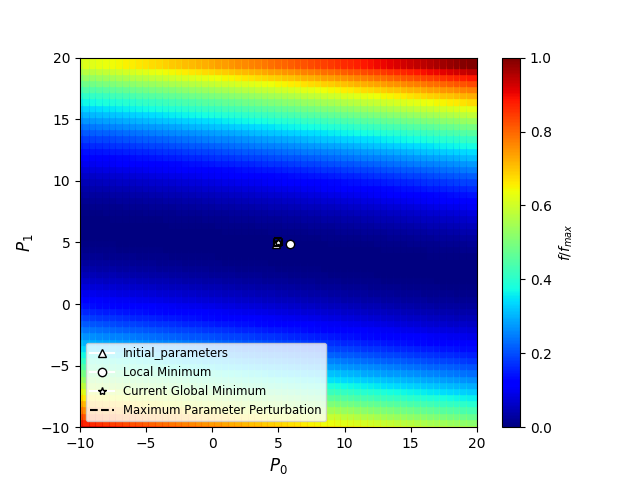 20
15
10
5
0
−5
−10
P₁
−10
−5
0
5
10
15
20
P₀
Initial_parameters
Local Minimum
Current Global Minimum
Maximum Parameter Perturbation
1.0
0.8
0.6
0.4
0.2
0.0
f/f_max